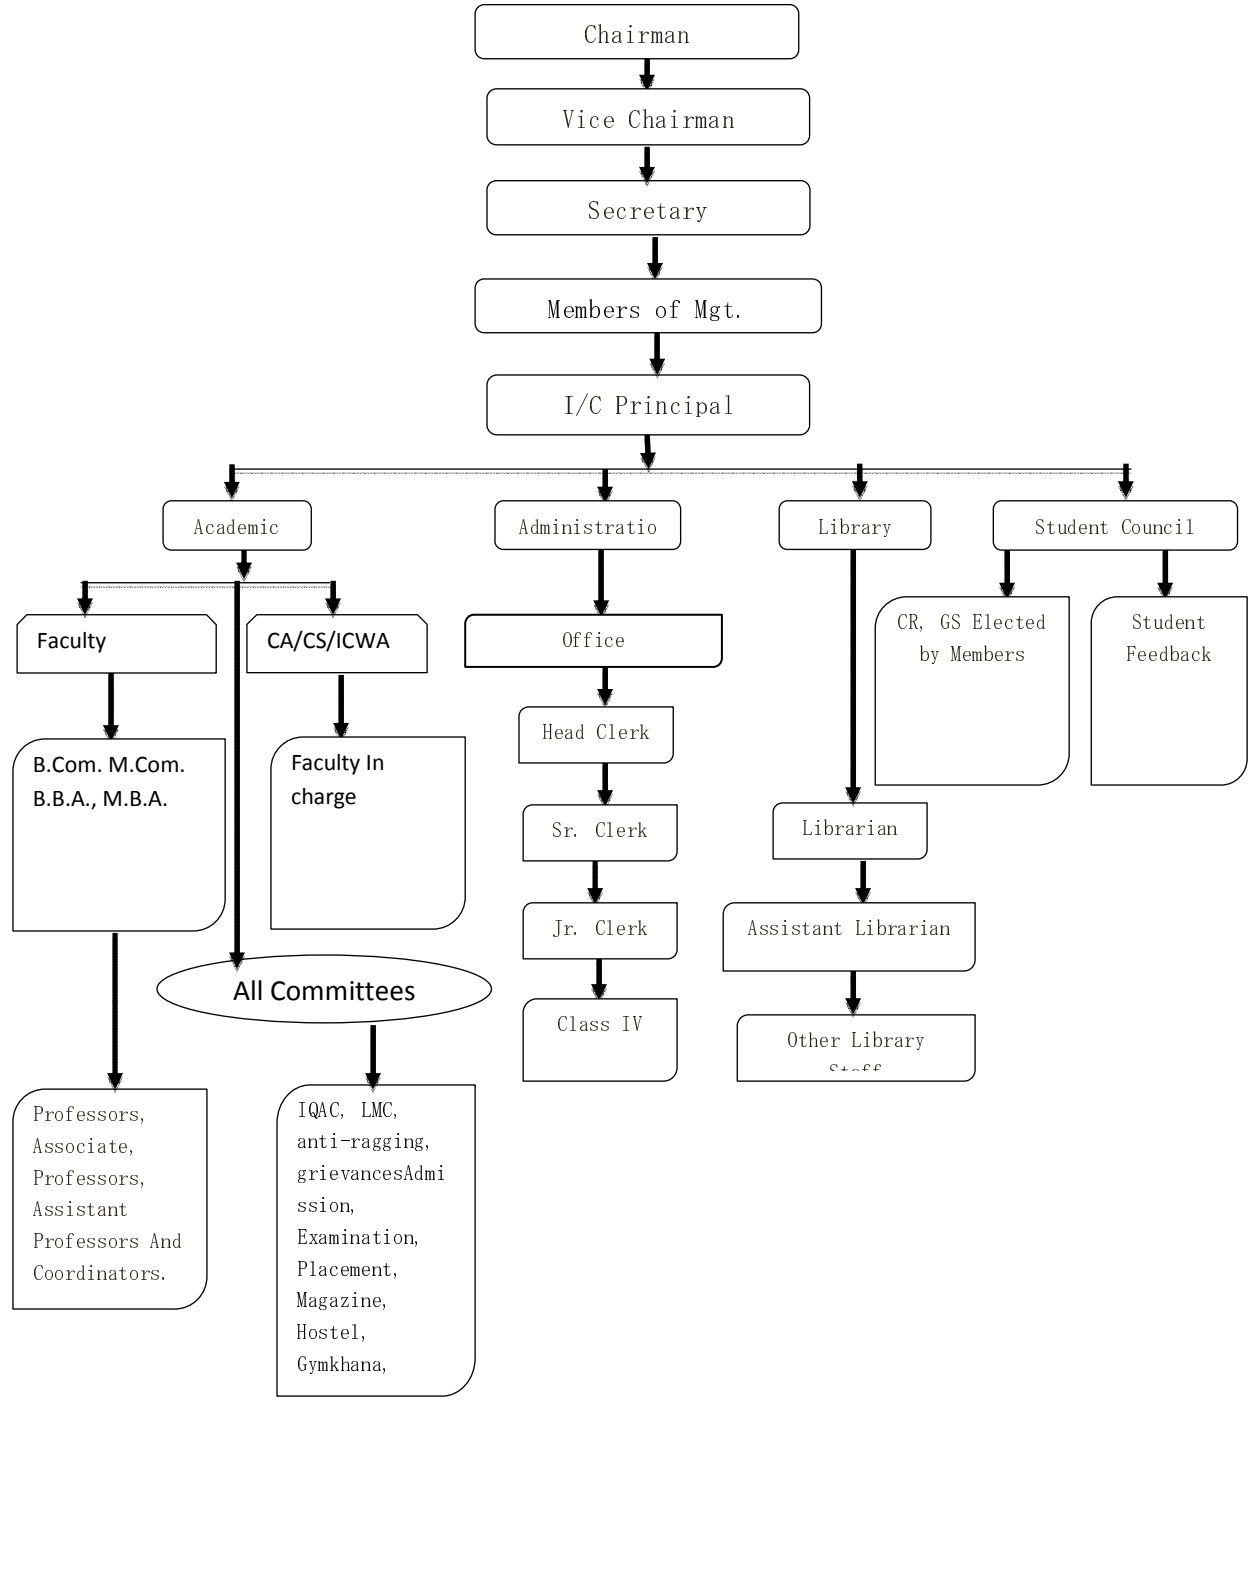 Chairman
Vice Chairman
Secretary
Members of Mgt.
I/C Principal
Academic
Administratio
Library
Student Council
Faculty
CA/CS/ICWA
Office
CR, GS Elected
by Members
Student
Feedback
B.Com. M.Com.
B.B.A., M.B.A.
Faculty In
charge
Head Clerk
Sr. Clerk
Jr. Clerk
Class IV
Librarian
Assistant Librarian
Other Library
Staff
All Committees
Professors,
Associate,
Professors,
Assistant
Professors And
Coordinators.
IQAC, LMC,
anti-ragging,
grievancesAdmi
ssion,
Examination,
Placement,
Magazine,
Hostel,
Gymkhana,